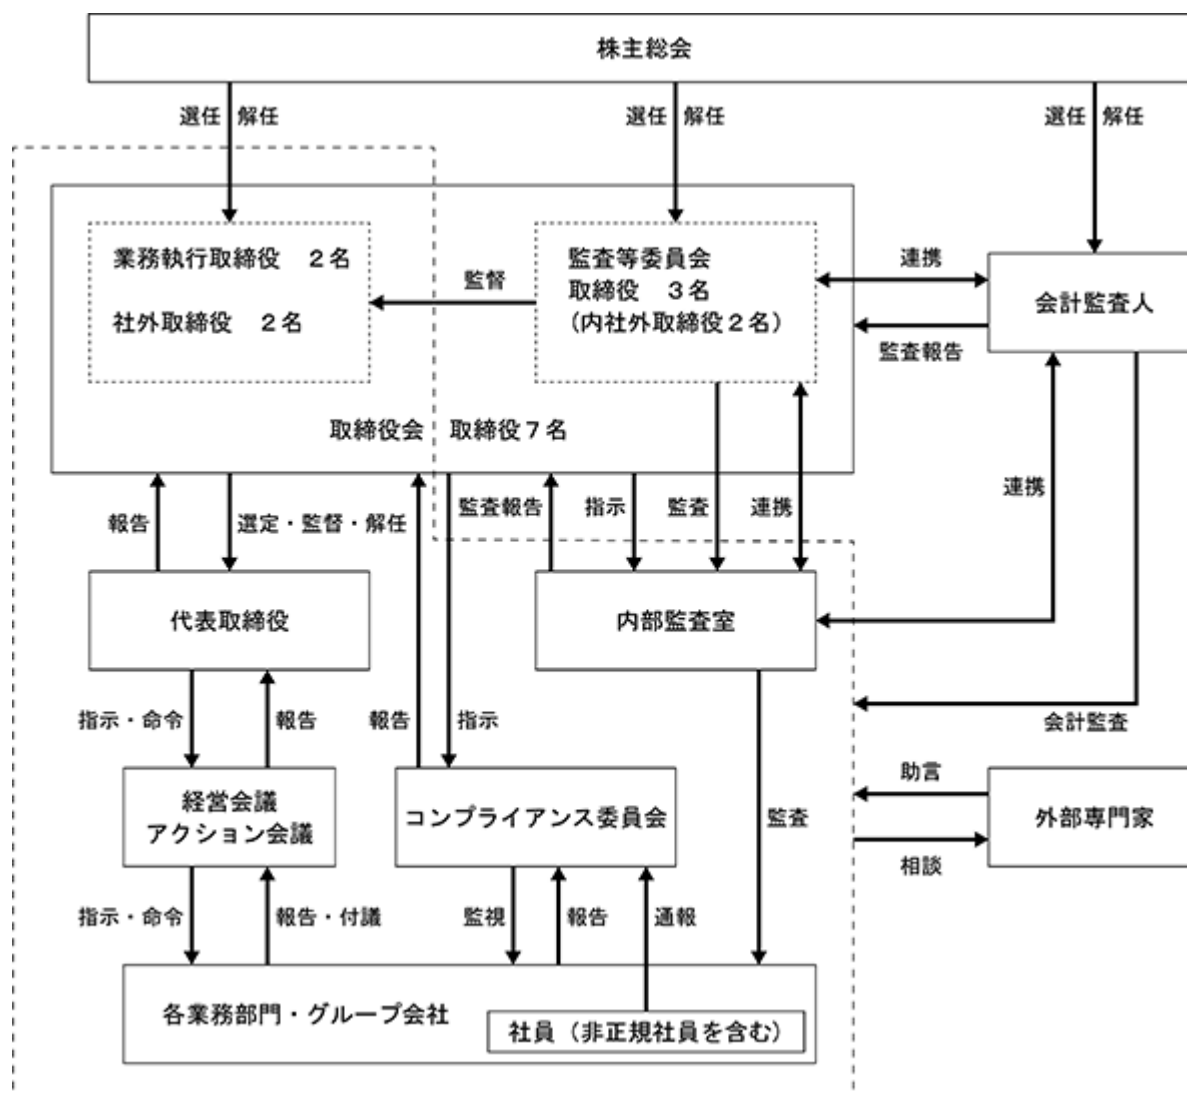 株主総会
選任 解任
選任 解任
選任 解任
業務執行取締役　２名
社外取締役　２名
監督
監査等委員会
取締役　３名
（内社外取締役２名）
連携
会計監査人
監査報告
取締役会 取締役７名
報告
選定・監督・解任
監査報告
指示
監査
連携
連携
代表取締役
内部監査室
指示・命令
報告
報告
指示
会計監査
経営会議
アクション会議
コンプライアンス委員会
監査
助言
外部専門家
相談
指示・命令
報告・付議
監視
報告
通報
各業務部門・グループ会社
社員（非正規社員を含む）